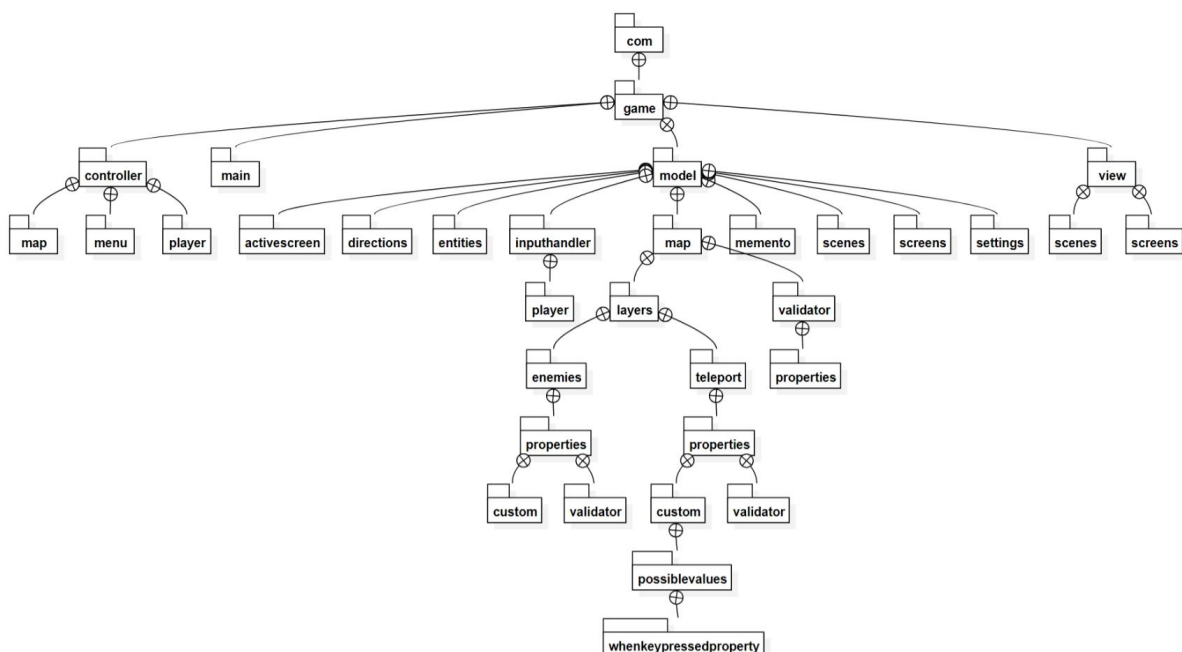 com
game
controller
main
model
view
map
menu
player
activescreen
directions
entities
inputhandler
map
memento
scenes
screens
settings
scenes
screens
player
layers
validator
enemies
teleport
properties
properties
properties
custom
validator
custom
validator
possiblevalues
whenkeypressedproperty